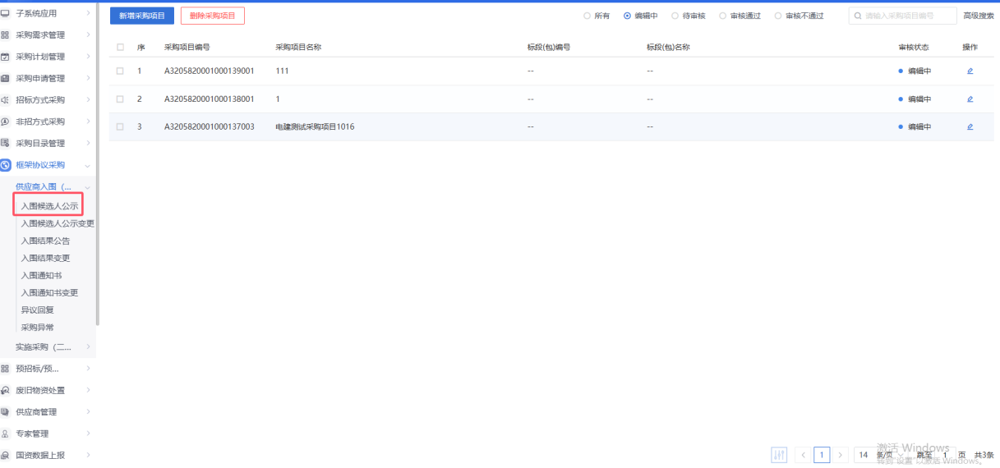 子系统应用
采购需求管理
采购计划管理
采购申请管理
招标方式采购
非招方式采购
采购目录管理
框架协议采购
供应商入围（...
入围候选人公示
入围候选人公示变更
入围结果公告
入围结果变更
入围通知书
入围通知书变更
异议回复
采购异常
实施采购（二...
预招标/预...
废旧物资处置
供应商管理
专家管理
国资数据上报
新增采购项目 删除采购项目 所有 编辑中 待审核 审核通过 审核不通过 请输入采购项目编号 高级搜索
序 采购项目编号 采购项目名称 标段(包)编号 标段(包)名称 审核状态 操作
1 A3205820001000139001 111 -- -- 编辑中
2 A3205820001000138001 1 -- -- 编辑中
3 A3205820001000137003 电建测试采购项目1016 -- -- 编辑中
1 14 条/页 跳至 1 页 共3条
激活 Windows
转到"设置"以激活 Windows。